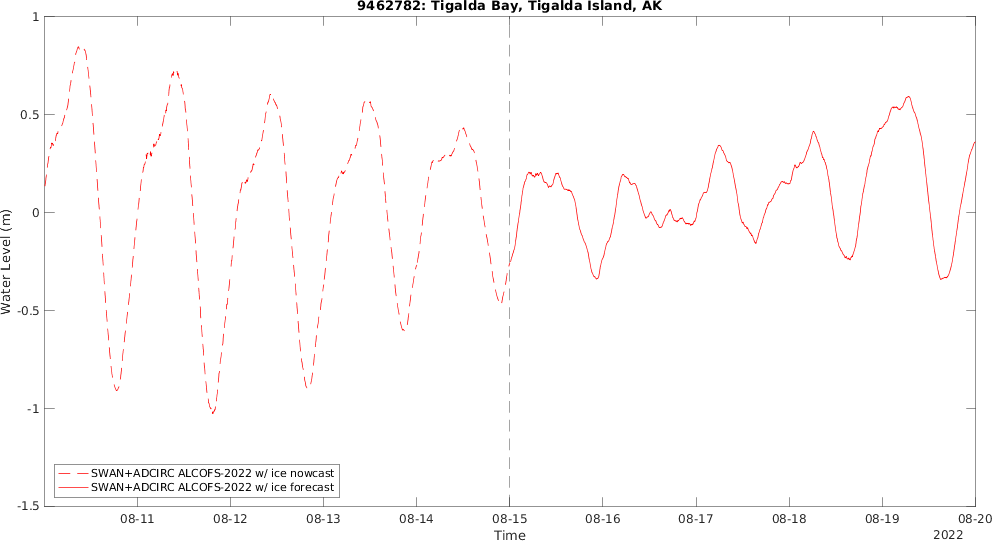 9462782: Tigalda Bay, Tigalda Island, AK
Water Level (m)
1
0.5
0
-0.5
-1
-1.5
SWAN+ADCIRC ALCOFS-2022 w/ ice nowcast
SWAN+ADCIRC ALCOFS-2022 w/ ice forecast
08-11 08-12 08-13 08-14 08-15 08-16 08-17 08-18 08-19 08-20
Time
2022